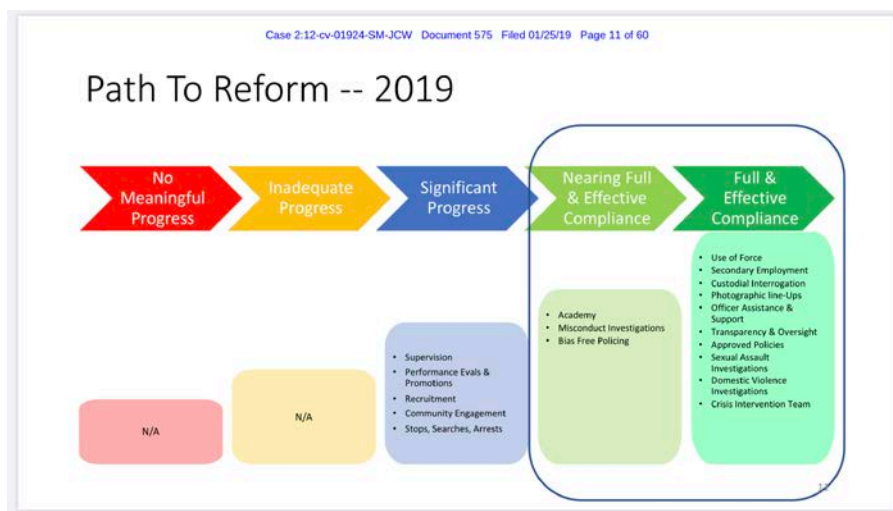 Case 2:12-cv-01924-SM-JCW Document 575 Filed 01/25/19 Page 11 of 60
Path To Reform -- 2019
No
Meaningful
Progress
Inadequate
Progress
Significant
Progress
Nearing Full
& Effective
Compliance
Full &
Effective
Compliance
N/A
N/A
• Supervision
• Performance Evals &
Promotions
• Recruitment
• Community Engagement
• Stops, Searches, Arrests
• Academy
• Misconduct Investigations
• Bias Free Policing
• Use of Force
• Secondary Employment
• Custodial Interrogation
• Photographic line-Ups
• Officer Assistance &
Support
• Transparency & Oversight
• Approved Policies
• Sexual Assault
Investigations
• Domestic Violence
Investigations
• Crisis Intervention Team